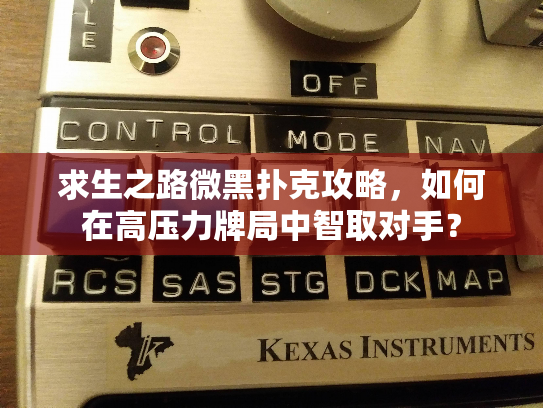 YLE
OFF
CONTROL
MODE
NAV
求生之路微黑扑克攻略，如何
在高压力牌局中智取对手？
RCS SAS STG DCK MAP
K
KEXAS INSTRUMENTS